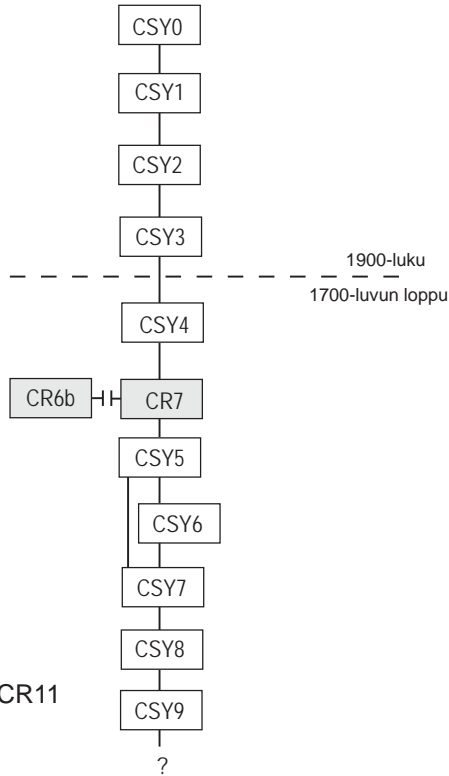 CSY0
CSY1
CSY2
CSY3
1900-luku
1700-luvun loppu
CSY4
CR6b
CR7
CSY5
CSY6
CSY7
CSY8
CR11
CSY9
?